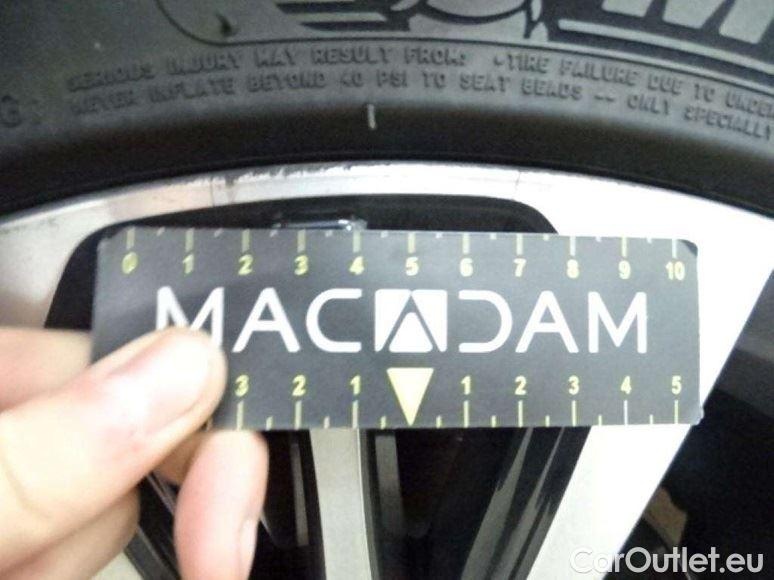 M
SERIOUS INJURY MAY RESULT FROM: •TIRE FAILURE DUE TO UNDER
NEVER INFLATE BEYOND 40 PSI TO SEAT BEADS -- ONLY SPECIALLY
0 1 2 3 4 5 6 7 8 9 10
MACADAM
3 2 1 1 2 3 4 5
CarOutlet.eu